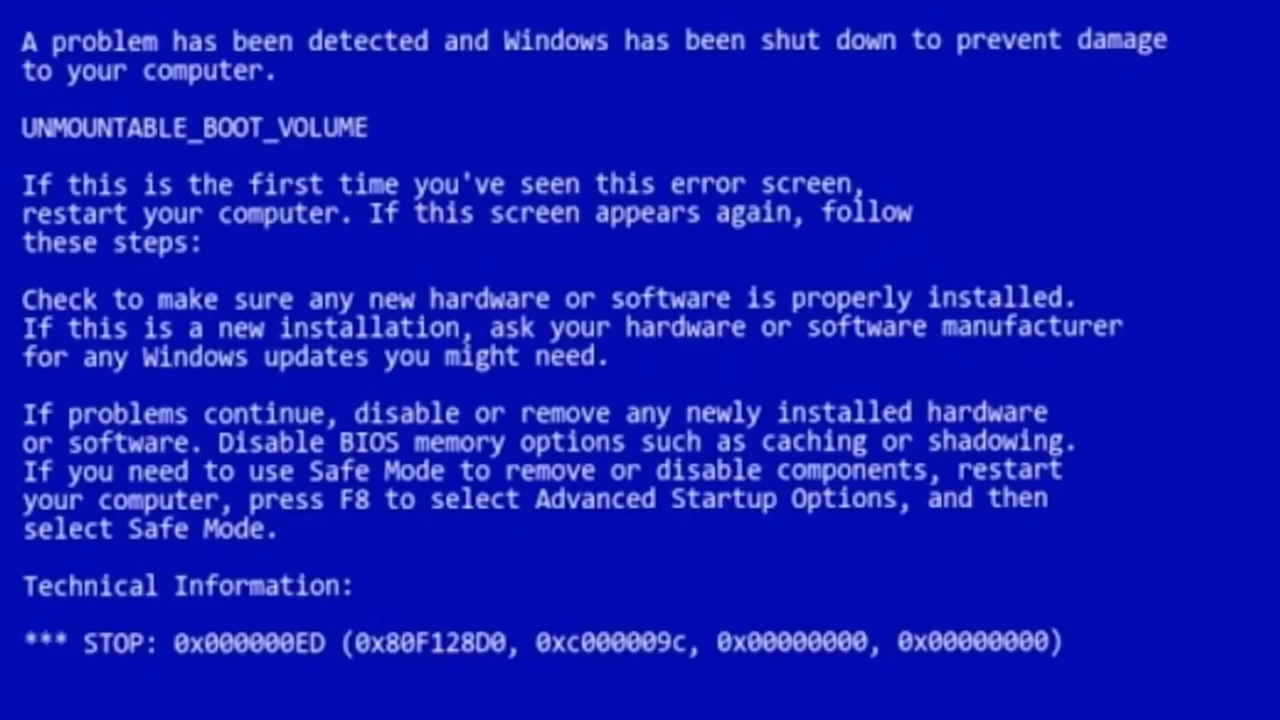 A problem has been detected and Windows has been shut down to prevent damage
to your computer.
UNMOUNTABLE_BOOT_VOLUME
If this is the first time you've seen this error screen,
restart your computer. If this screen appears again, follow
these steps:
Check to make sure any new hardware or software is properly installed.
If this is a new installation, ask your hardware or software manufacturer
for any Windows updates you might need.
If problems continue, disable or remove any newly installed hardware
or software. Disable BIOS memory options such as caching or shadowing.
If you need to use Safe Mode to remove or disable components, restart
your computer, press F8 to select Advanced Startup Options, and then
select Safe Mode.
Technical Information:
*** STOP: 0x000000ED (0x80F128D0, 0xc000009c, 0x00000000, 0x00000000)